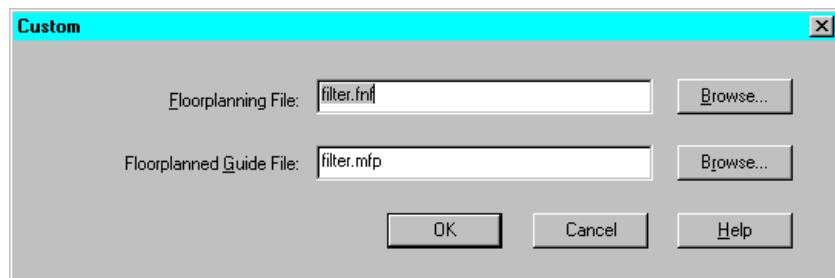 Custom
Floorplanning File: filter.fnf Browse...
Floorplanned Guide File: filter.mfp Browse...
OK Cancel Help